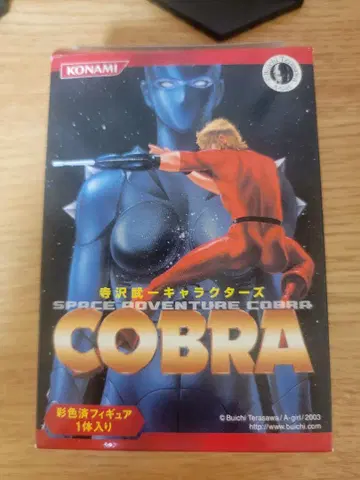 KONAMI
寺沢武一キャラクターズ
SPACE ADVENTURE COBRA
COBRA
彩色済フィギュア
1体入り
© Buichi Terasawa / A-girl / 2003
http://www.buichi.com